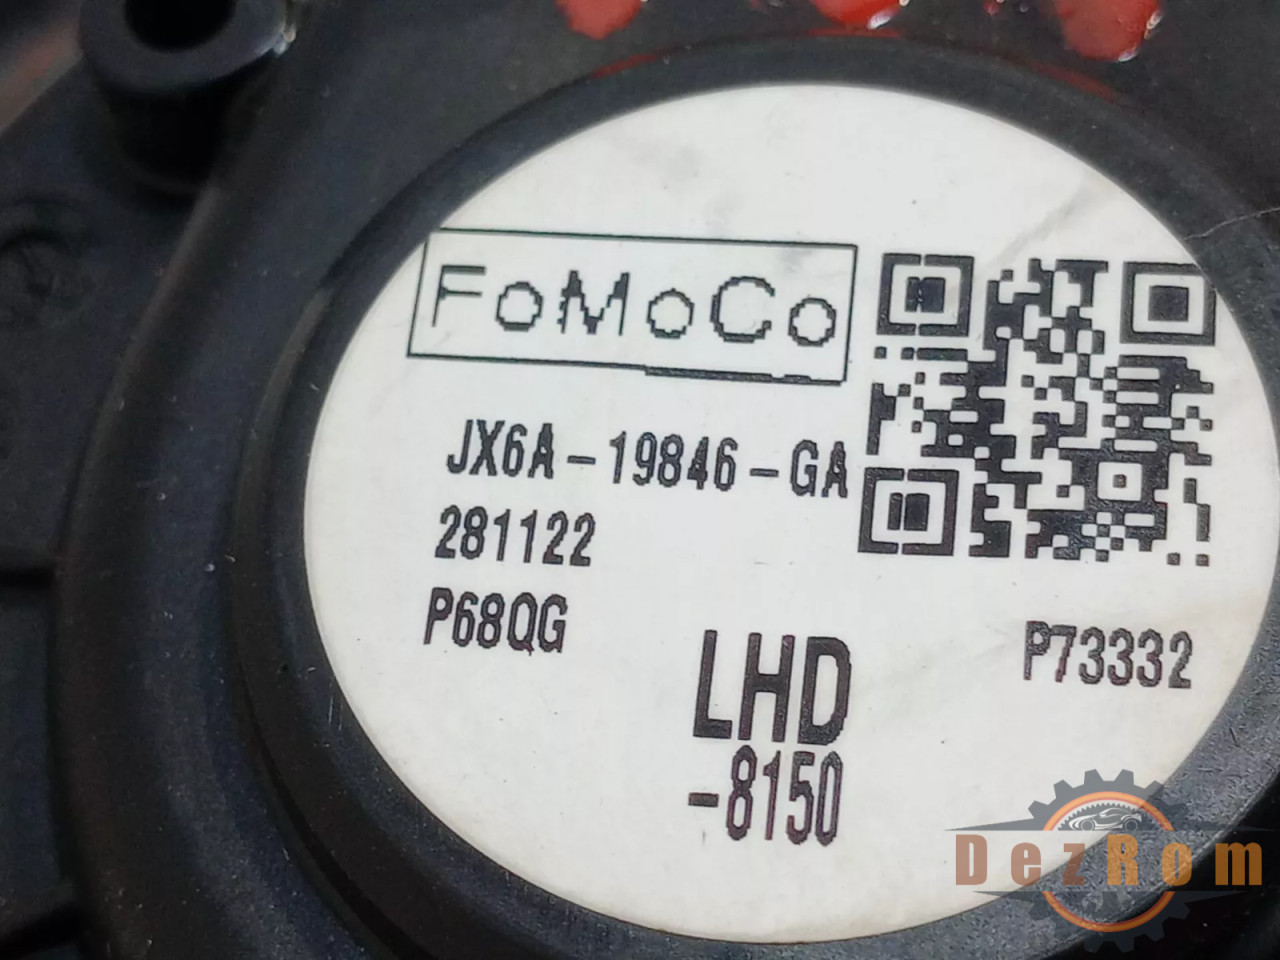 FoMoCo
JX6A-19846-GA
281122
P68QG
LHD
-8150
P73332
DezRom